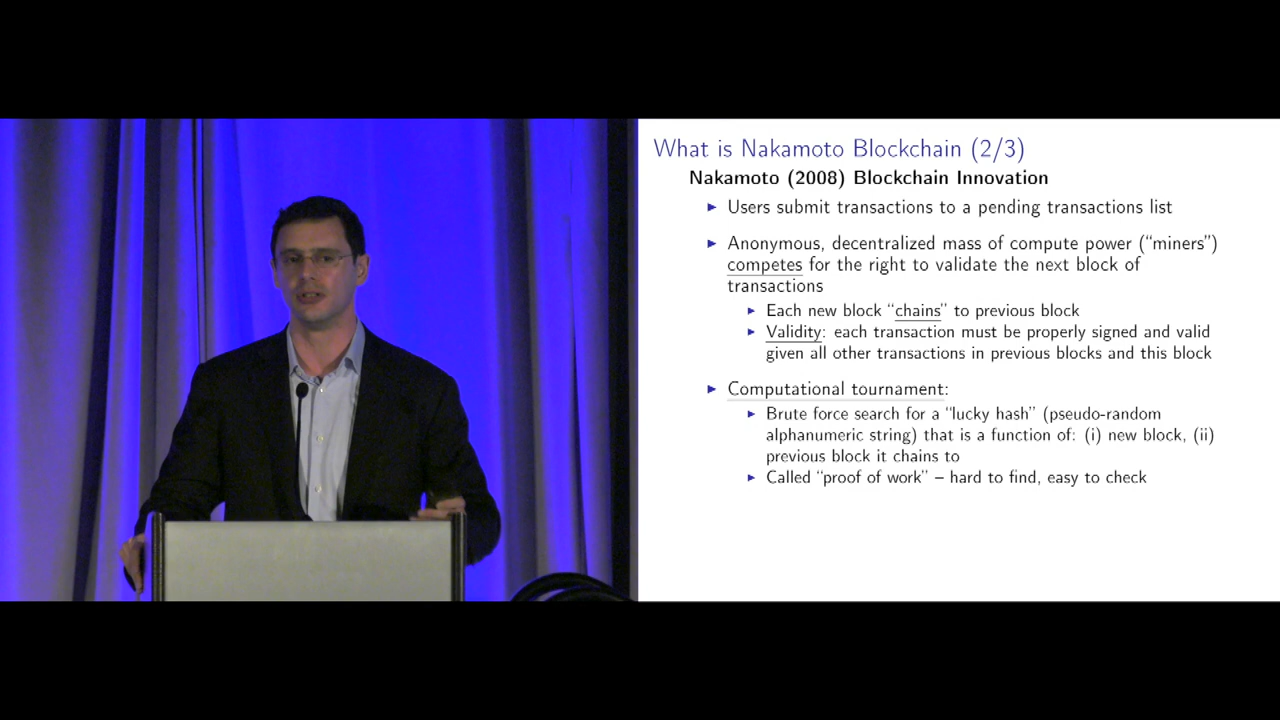 What is Nakamoto Blockchain (2/3)
Nakamoto (2008) Blockchain Innovation
► Users submit transactions to a pending transactions list
► Anonymous, decentralized mass of compute power (“miners”)
competes for the right to validate the next block of
transactions
► Each new block “chains” to previous block
► Validity: each transaction must be properly signed and valid
given all other transactions in previous blocks and this block
► Computational tournament:
► Brute force search for a “lucky hash” (pseudo-random
alphanumeric string) that is a function of: (i) new block, (ii)
previous block it chains to
► Called “proof of work” – hard to find, easy to check